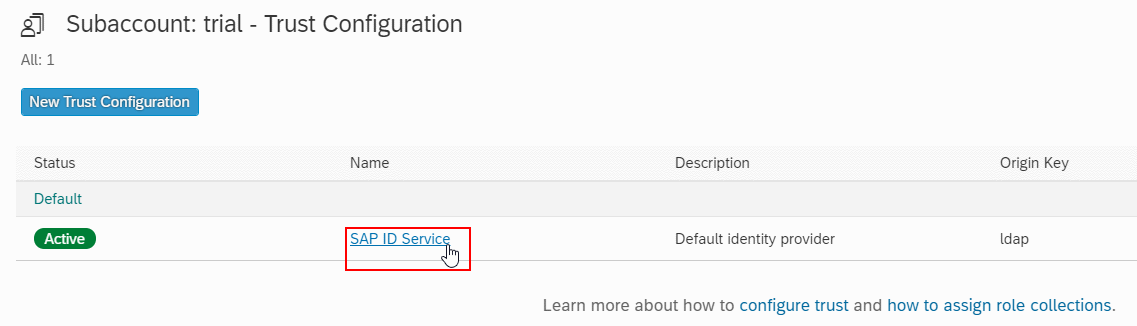 Subaccount: trial - Trust Configuration
All: 1
New Trust Configuration
Status Name Description Origin Key
Default
Active SAP ID Service Default identity provider ldap
Learn more about how to configure trust and how to assign role collections.